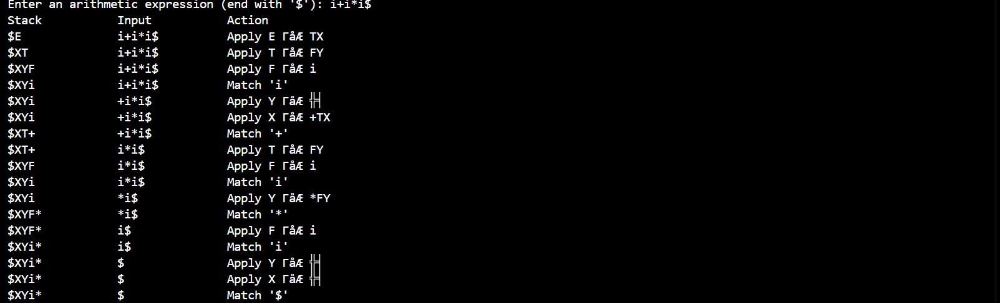 Enter an arithmetic expression (end with '$'): i+i*i$
Stack Input Action
$E i+i*i$ Apply E ΓåÆ TX
$XT i+i*i$ Apply T ΓåÆ FY
$XYF i+i*i$ Apply F ΓåÆ i
$XYi i+i*i$ Match 'i'
$XYi +i*i$ Apply Y ΓåÆ ╬╡
$XYi +i*i$ Apply X ΓåÆ +TX
$XT+ +i*i$ Match '+'
$XT+ i*i$ Apply T ΓåÆ FY
$XYF i*i$ Apply F ΓåÆ i
$XYi i*i$ Match 'i'
$XYi *i$ Apply Y ΓåÆ *FY
$XYF* *i$ Match '*'
$XYF* i$ Apply F ΓåÆ i
$XYi* i$ Match 'i'
$XYi* $ Apply Y ΓåÆ ╬╡
$XYi* $ Apply X ΓåÆ ╬╡
$XYi* $ Match '$'